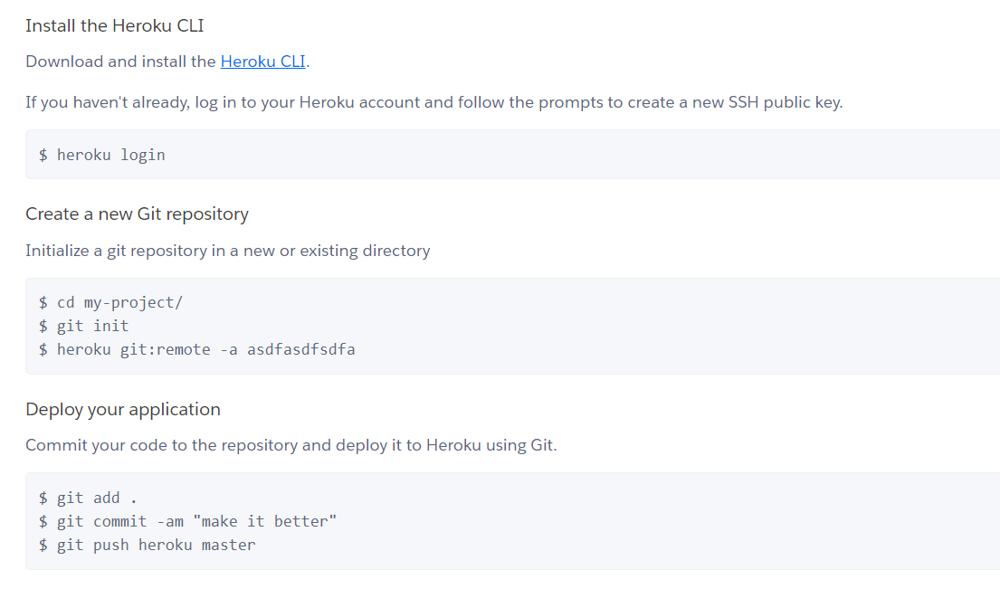 Install the Heroku CLI
Download and install the Heroku CLI.
If you haven't already, log in to your Heroku account and follow the prompts to create a new SSH public key.
$ heroku login
Create a new Git repository
Initialize a git repository in a new or existing directory
$ cd my-project/
$ git init
$ heroku git:remote -a asdfasdfsdfa
Deploy your application
Commit your code to the repository and deploy it to Heroku using Git.
$ git add .
$ git commit -am "make it better"
$ git push heroku master